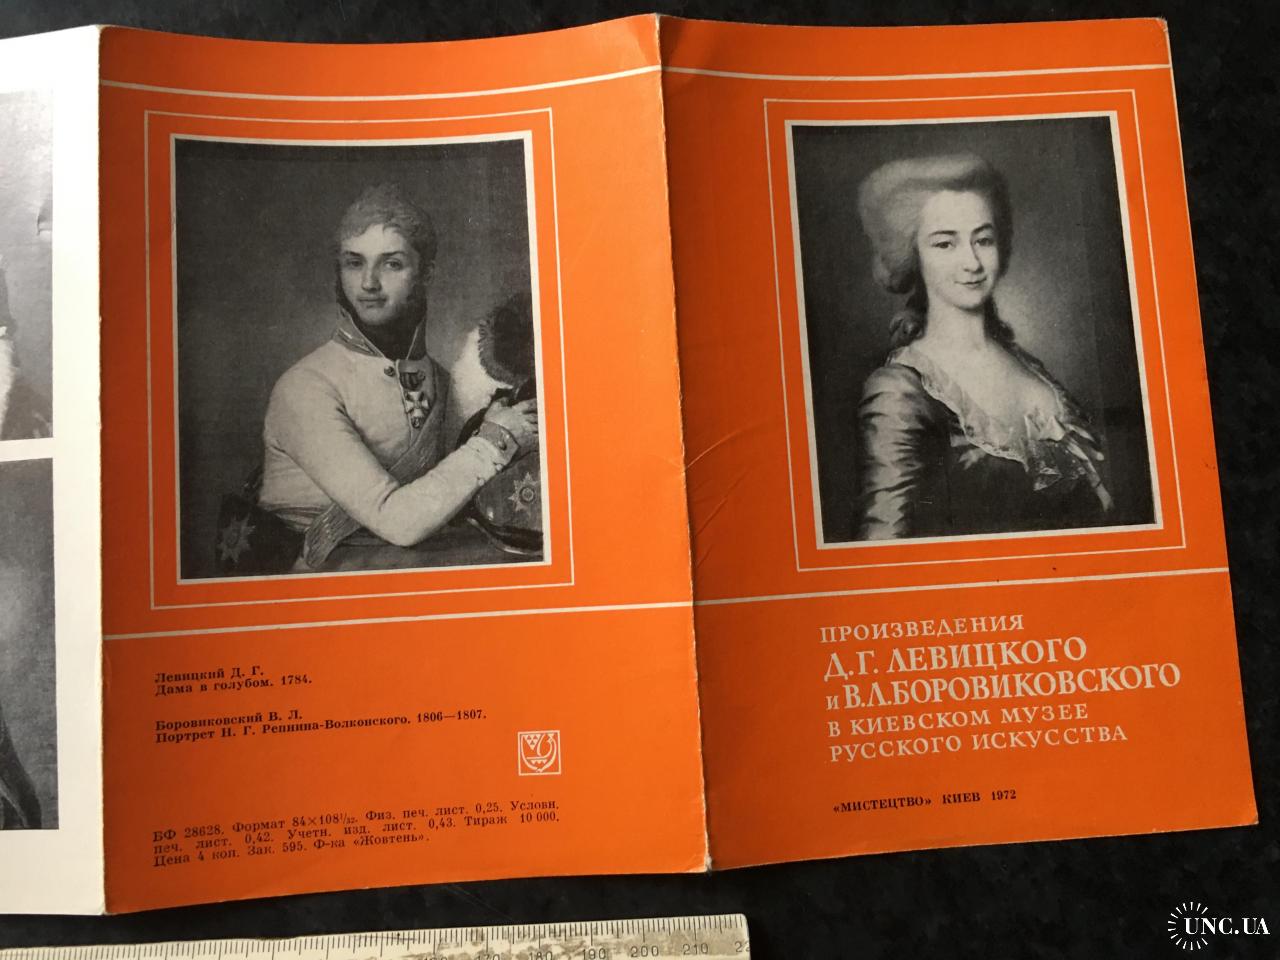 Левицкий Д. Г.
Дама в голубом. 1784.
Боровиковский В. Л.
Портрет Н. Г. Репнина-Волконского. 1806—1807.
БФ 28628. Формат 84×108¹/₃₂. Физ. печ. лист. 0,25. Условн.
печ. лист. 0,42. Учетн. изд. лист. 0,43. Тираж 10 000.
Цена 4 коп. Зак. 595. Ф-ка «Жовтень».
ПРОИЗВЕДЕНИЯ
Д.Г. ЛЕВИЦКОГО
и В.Л.БОРОВИКОВСКОГО
В КИЕВСКОМ МУЗЕЕ
РУССКОГО ИСКУССТВА
«МИСТЕЦТВО» КИЕВ 1972
180 190 200 210
UNC.UA